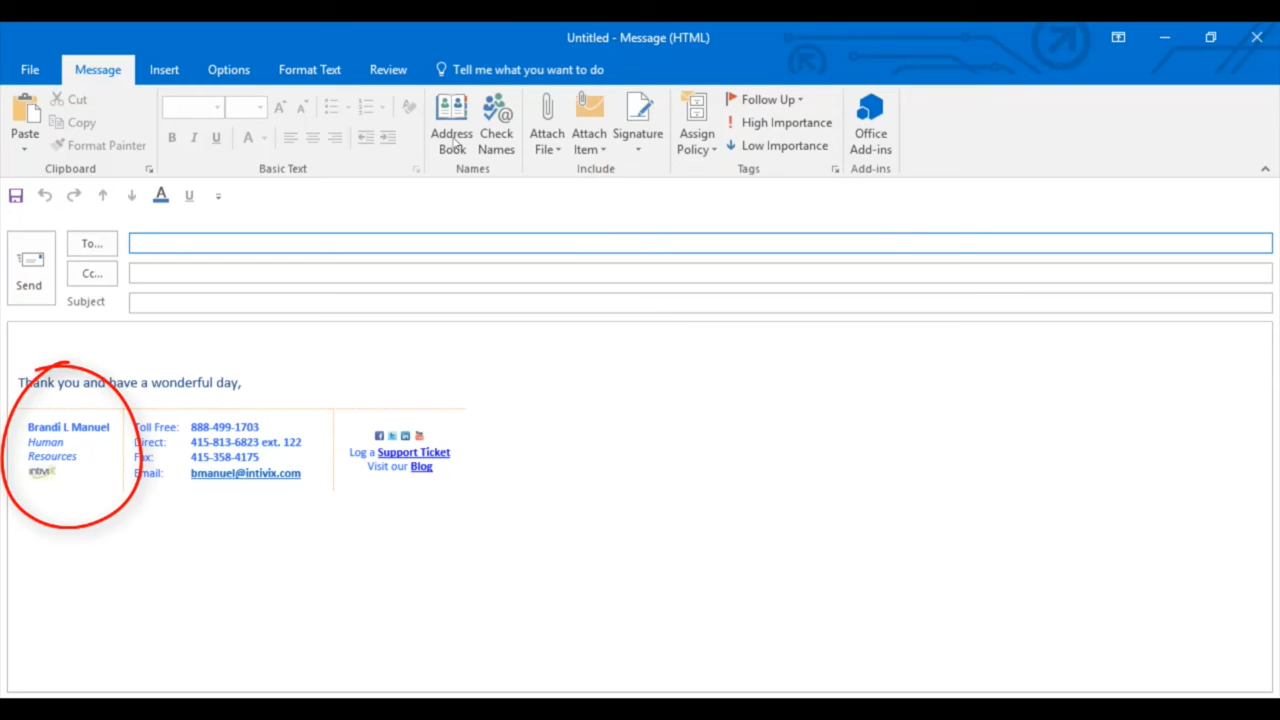 Untitled - Message (HTML)
File Message Insert Options Format Text Review Tell me what you want to do
Paste
Cut
Copy
Format Painter
Clipboard
B I U A
Basic Text
Address Book
Check Names
Names
Attach File
Attach Item
Signature
Include
Assign Policy
Follow Up
High Importance
Low Importance
Tags
Office Add-ins
Add-ins
A U
Send
To...
Cc...
Subject
Thank you and have a wonderful day,
Brandi L Manuel
Human
Resources
intivix
Toll Free: 888-499-1703
Direct: 415-813-6823 ext. 122
Fax: 415-358-4175
Email: bmanuel@intivix.com
Log a Support Ticket
Visit our Blog